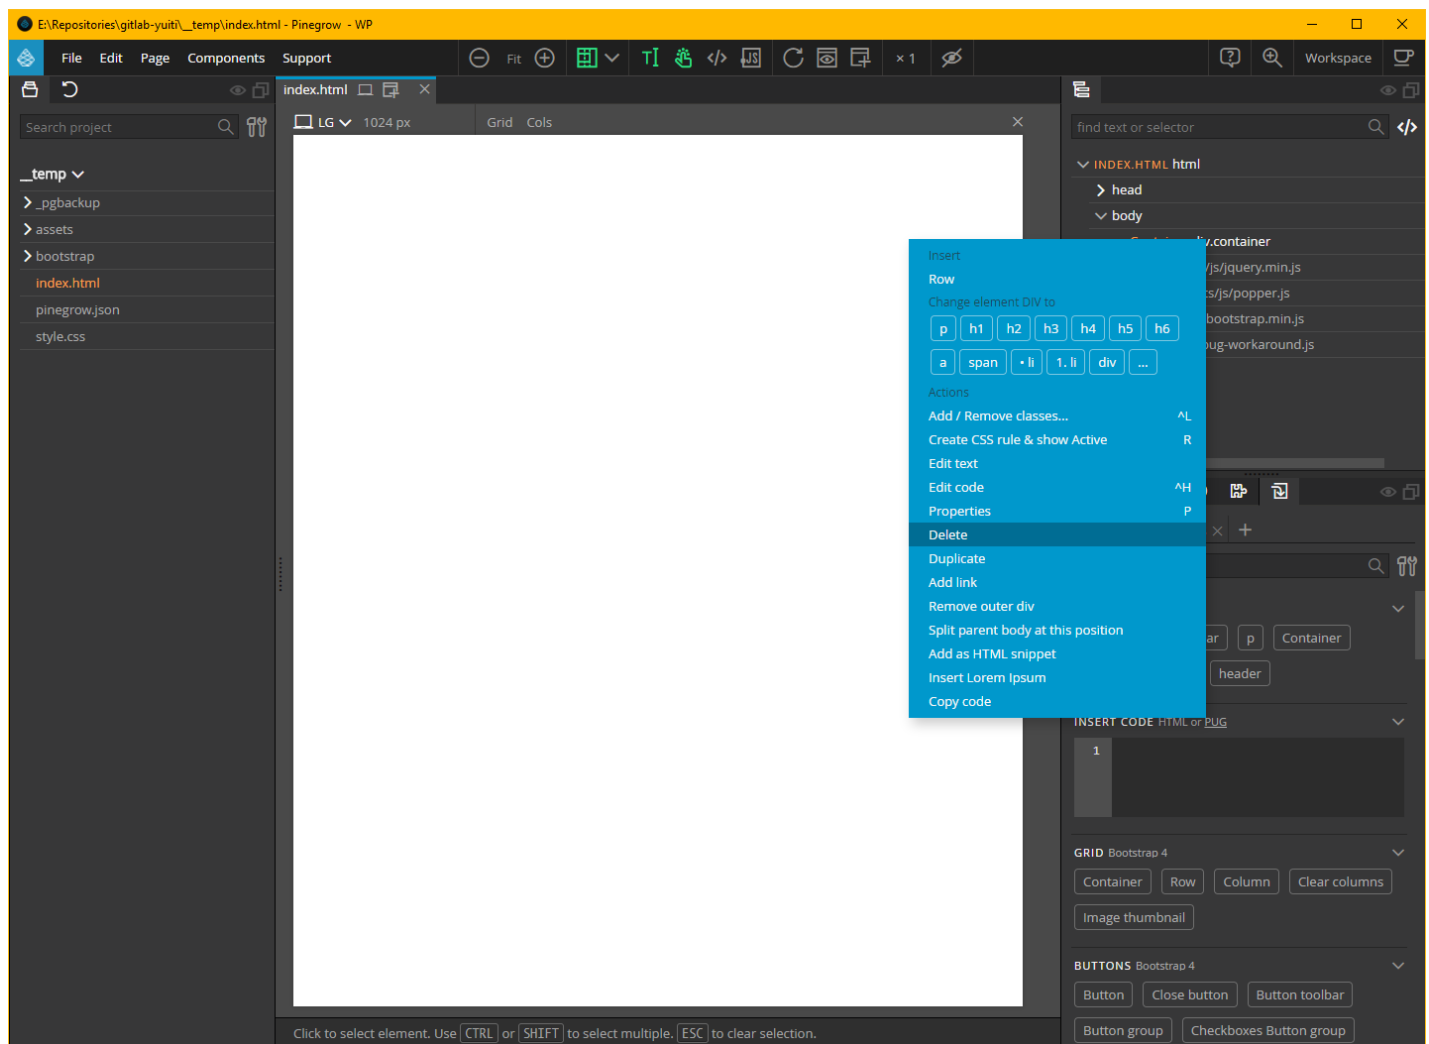 E:\Repositories\gitlab-yuiti\__temp\index.html - Pinegrow - WP
File Edit Page Components Support
Fit
TI
JS
× 1
Workspace
index.html
Search project
LG 1024 px Grid Cols
find text or selector
__temp
_pgbackup
assets
bootstrap
index.html
pinegrow.json
style.css
INDEX.HTML html
head
body
v.container
/js/jquery.min.js
s/js/popper.js
bootstrap.min.js
ug-workaround.js
Insert
Row
Change element DIV to
p h1 h2 h3 h4 h5 h6
a span • li 1. li div ...
Actions
Add / Remove classes... ^L
Create CSS rule & show Active R
Edit text
Edit code ^H
Properties P
Delete
Duplicate
Add link
Remove outer div
Split parent body at this position
Add as HTML snippet
Insert Lorem Ipsum
Copy code
ar p Container
header
INSERT CODE HTML or PUG
1
GRID Bootstrap 4
Container Row Column Clear columns
Image thumbnail
BUTTONS Bootstrap 4
Button Close button Button toolbar
Button group Checkboxes Button group
Click to select element. Use CTRL or SHIFT to select multiple. ESC to clear selection.